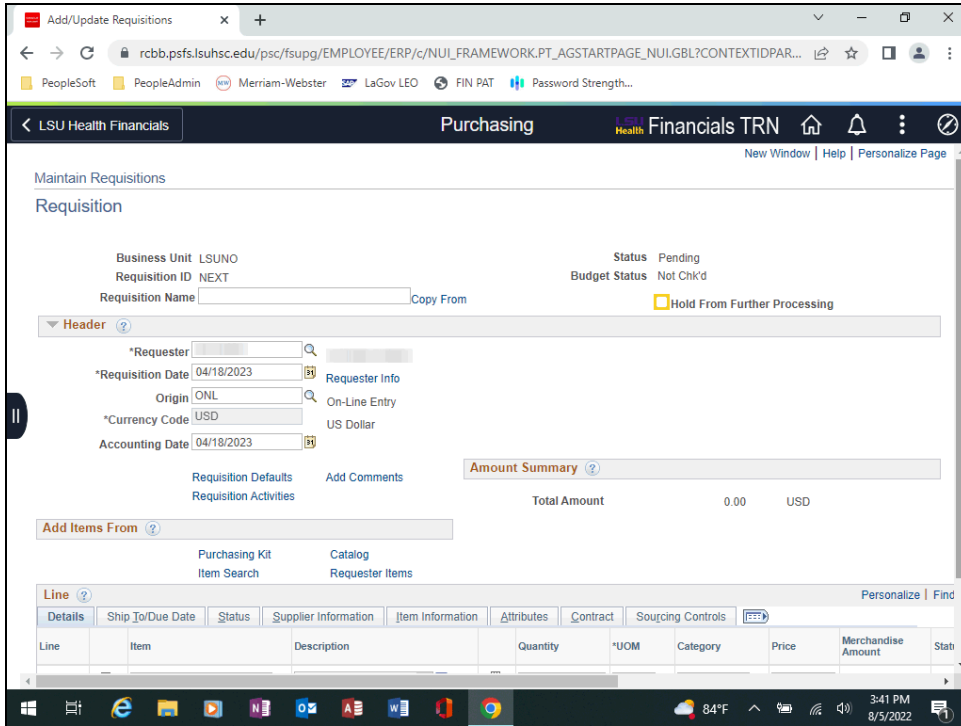 Add/Update Requisitions
rcbb.psfs.lsuhsc.edu/psc/fsupg/EMPLOYEE/ERP/c/NUI_FRAMEWORK.PT_AGSTARTPAGE_NUI.GBL?CONTEXTIDPAR...
PeopleSoft PeopleAdmin Merriam-Webster LaGov LEO FIN PAT Password Strength...
LSU Health Financials Purchasing LSU Health Financials TRN
New Window | Help | Personalize Page
Maintain Requisitions
Requisition
Business Unit LSUNO Status Pending
Requisition ID NEXT Budget Status Not Chk'd
Requisition Name Copy From Hold From Further Processing
Header
*Requester
*Requisition Date 04/18/2023 Requester Info
Origin ONL On-Line Entry
*Currency Code USD US Dollar
Accounting Date 04/18/2023
Requisition Defaults Add Comments Amount Summary
Requisition Activities
Total Amount 0.00 USD
Add Items From
Purchasing Kit Catalog
Item Search Requester Items
Line Personalize | Find
Details Ship To/Due Date Status Supplier Information Item Information Attributes Contract Sourcing Controls
Line Item Description Quantity *UOM Category Price Merchandise Amount Stat
84°F 3:41 PM
8/5/2022